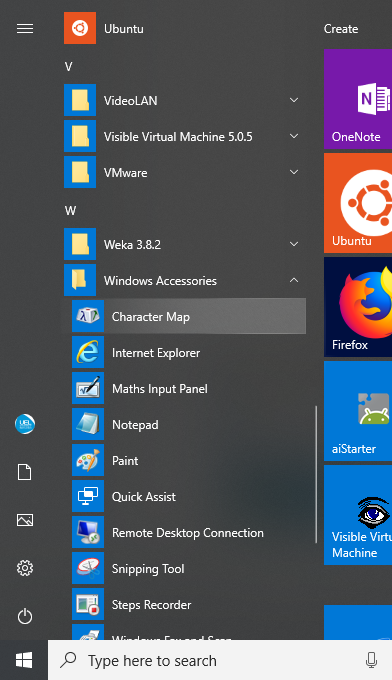 Ubuntu
Create
V
VideoLAN
Visible Virtual Machine 5.0.5
VMware
OneNote
W
Weka 3.8.2
Ubuntu
Windows Accessories
Character Map
Firefox
Internet Explorer
Maths Input Panel
UEL
Notepad
aiStarter
Paint
Quick Assist
Remote Desktop Connection
Visible Virtu
Machine
Snipping Tool
Steps Recorder
Windows Fax and Scan
Type here to search